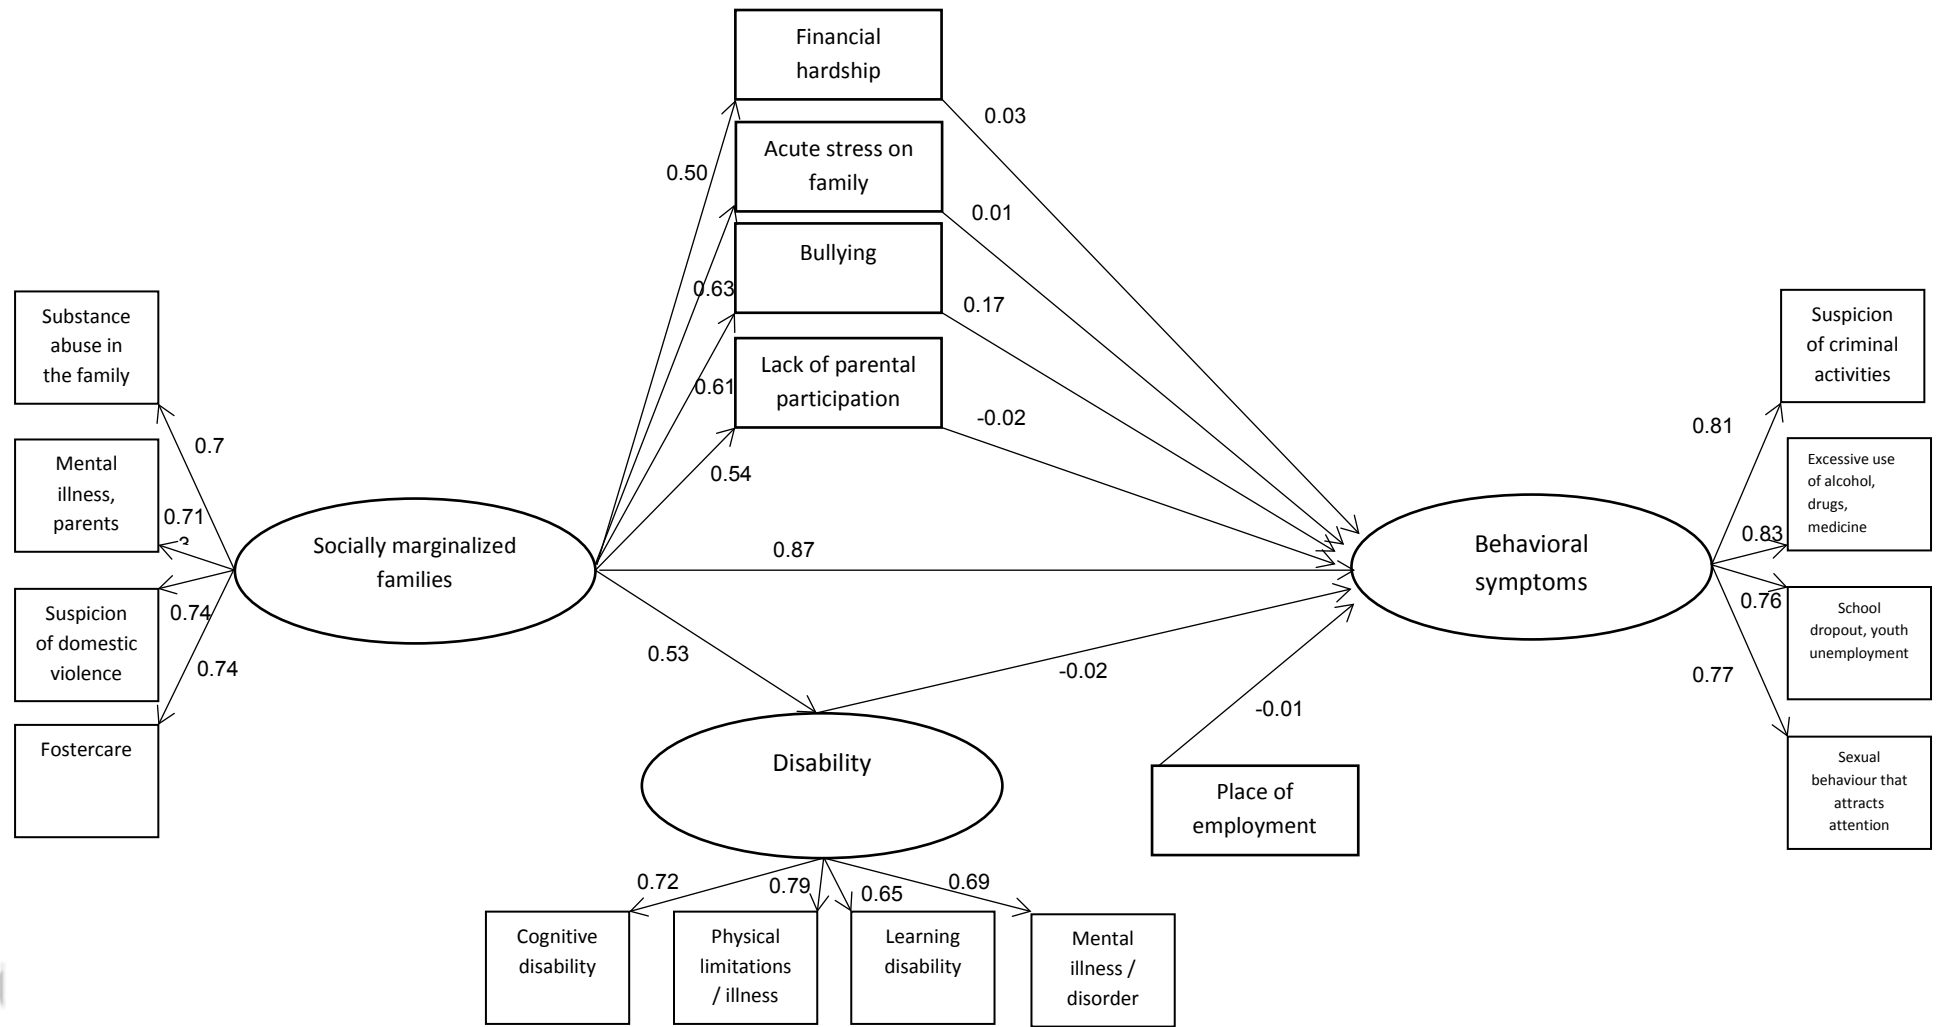 Financial
hardship
0.03
Acute stress on
family
0.50
0.01
Bullying
0.63
0.17
Lack of parental
participation
0.61
-0.02
0.54
Substance
abuse in
the family
0.7
Mental
illness,
parents
0.71
Suspicion
of domestic
violence
0.74
Fostercare
0.74
Socially marginalized
families
0.87
0.53
Behavioral
symptoms
-0.02
-0.01
Disability
Place of
employment
0.72
0.79
0.65
0.69
Cognitive
disability
Physical
limitations
/ illness
Learning
disability
Mental
illness /
disorder
Suspicion
of criminal
activities
0.81
Excessive use
of alcohol,
drugs,
medicine
0.83
School
dropout, youth
unemployment
0.76
0.77
Sexual
behaviour that
attracts
attention